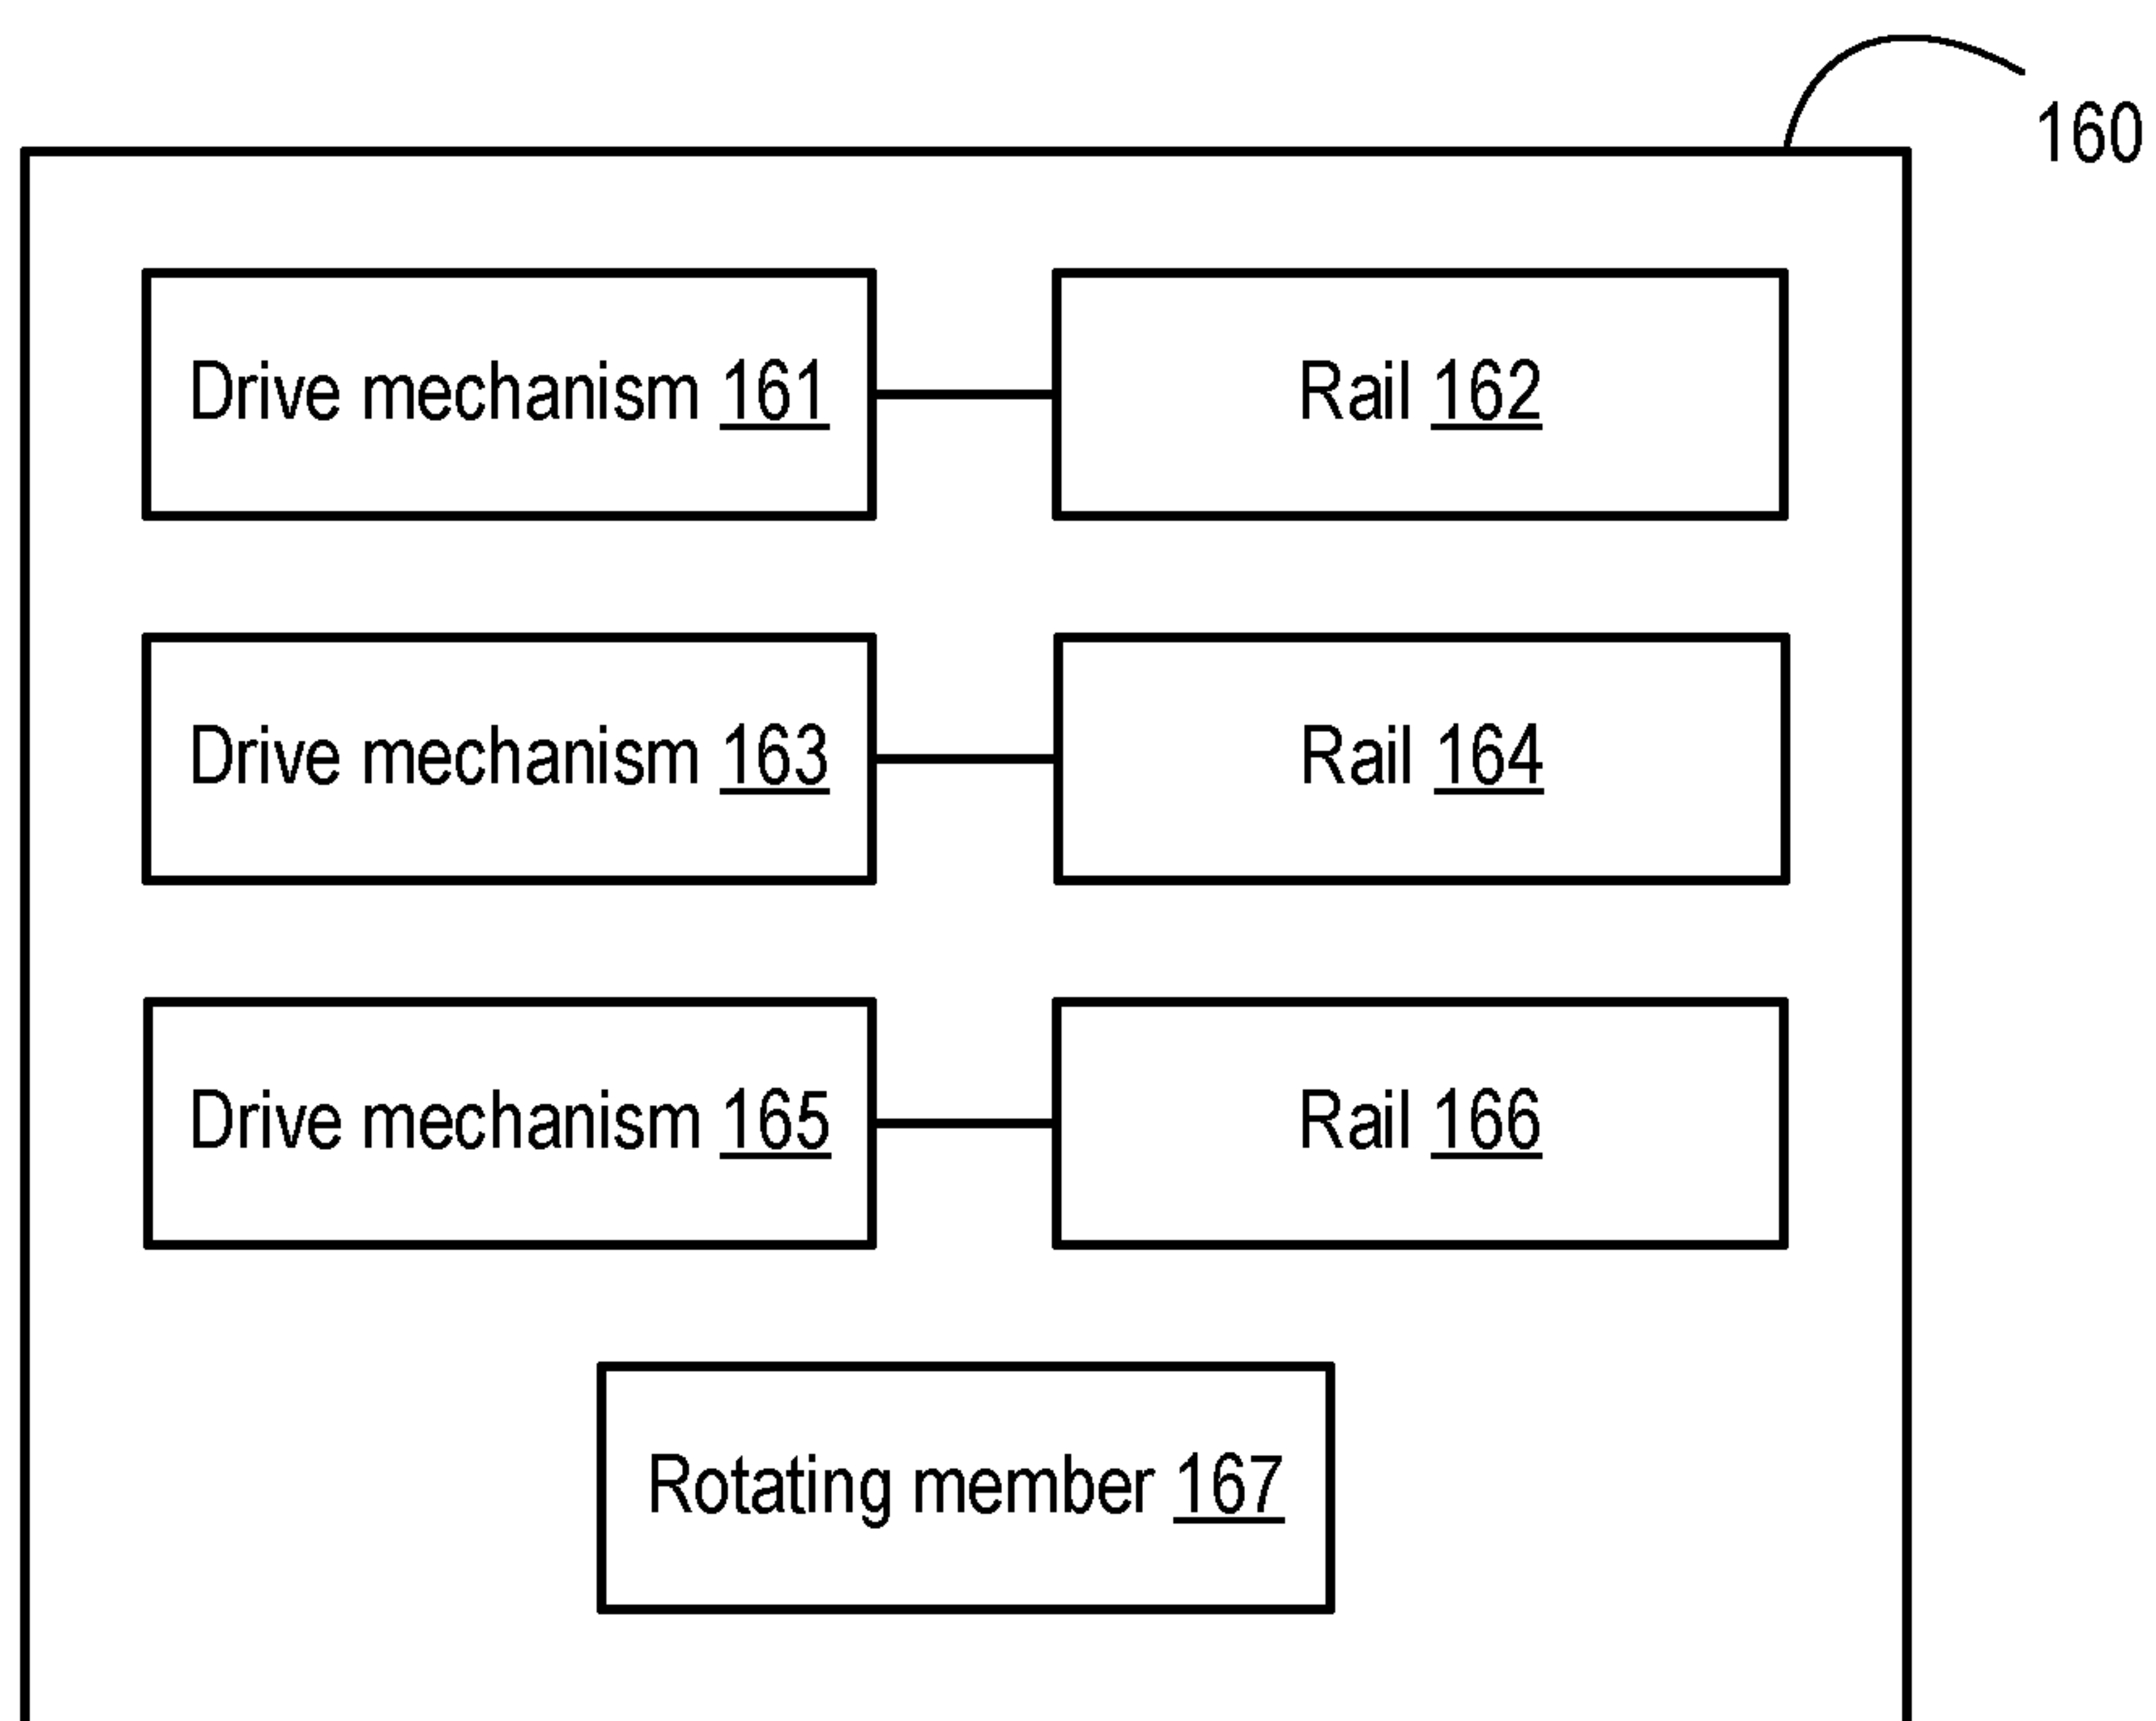 160
Drive mechanism 161
Rail 162
Drive mechanism 163
Rail 164
Drive mechanism 165
Rail 166
Rotating member 167